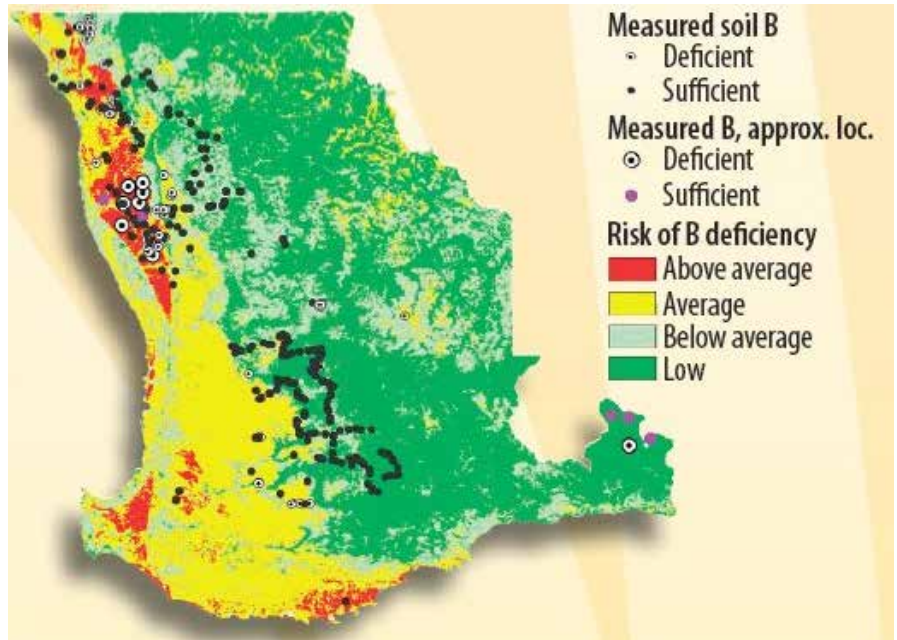 Measured soil B
Deficient
Sufficient
Measured B, approx. loc.
Deficient
Sufficient
Risk of B deficiency
Above average
Average
Below average
Low